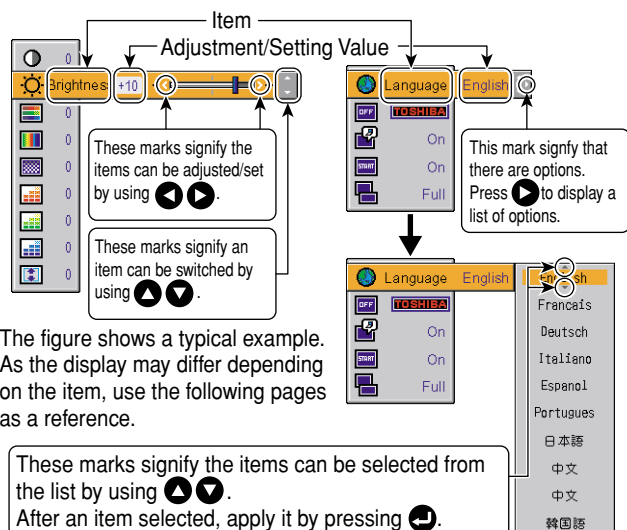 Item
Adjustment/Setting Value
0
Brightnes +10
0
0
0
0
0
0
0
These marks signify the
items can be adjusted/set
by using
These marks signify an
item can be switched by
using .
Language English
OFF TOSHIBA
On
START On
Full
This mark signfy that
there are options.
Press to display a
list of options.
Language English
OFF TOSHIBA
On
START On
Full
English
Francais
Deutsch
Italiano
Espanol
Portugues
日本語
中文
中文
韓国語
The figure shows a typical example.
As the display may differ depending
on the item, use the following pages
as a reference.
These marks signify the items can be selected from
the list by using .
After an item selected, apply it by pressing .